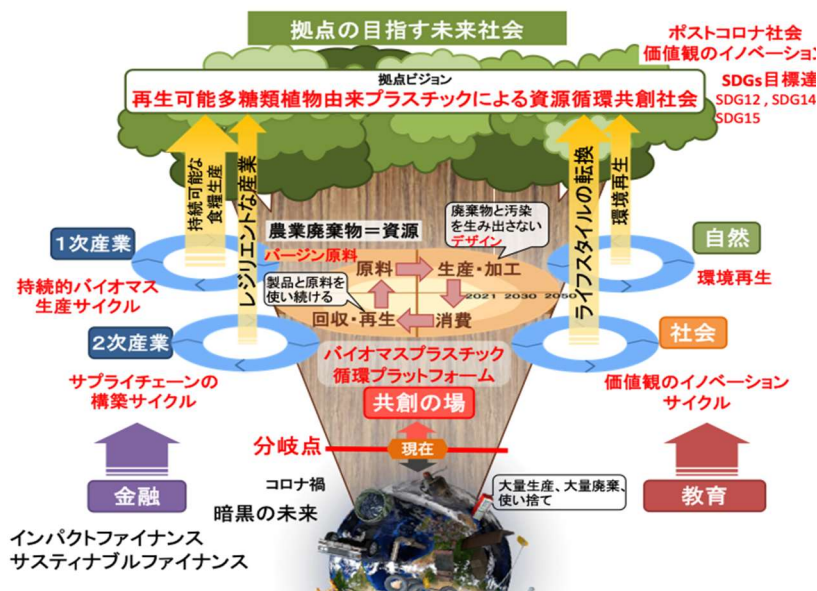 拠点の目指す未来社会
ポストコロナ社会
価値観のイノベーション
拠点ビジョン
再生可能多糖類植物由来プラスチックによる資源循環共創社会
SDGs目標達
SDG12 , SDG14
SDG15
持続可能な
食糧生産
レジリエントな産業
ライフスタイルの転換
環境再生
農業廃棄物＝資源
廃棄物と汚染
を生み出さない
デザイン
1次産業
自然
バージン原料
原料
生産・加工
持続的バイオマス
生産サイクル
環境再生
製品と原料を
使い続ける
2021 2030 2050
回収・再生
消費
2次産業
社会
バイオマスプラスチック
循環プラットフォーム
サプライチェーンの
構築サイクル
価値観のイノベーション
サイクル
共創の場
分岐点
現在
コロナ禍
大量生産、大量廃棄、
使い捨て
金融
教育
暗黒の未来
インパクトファイナンス
サスティナブルファイナンス